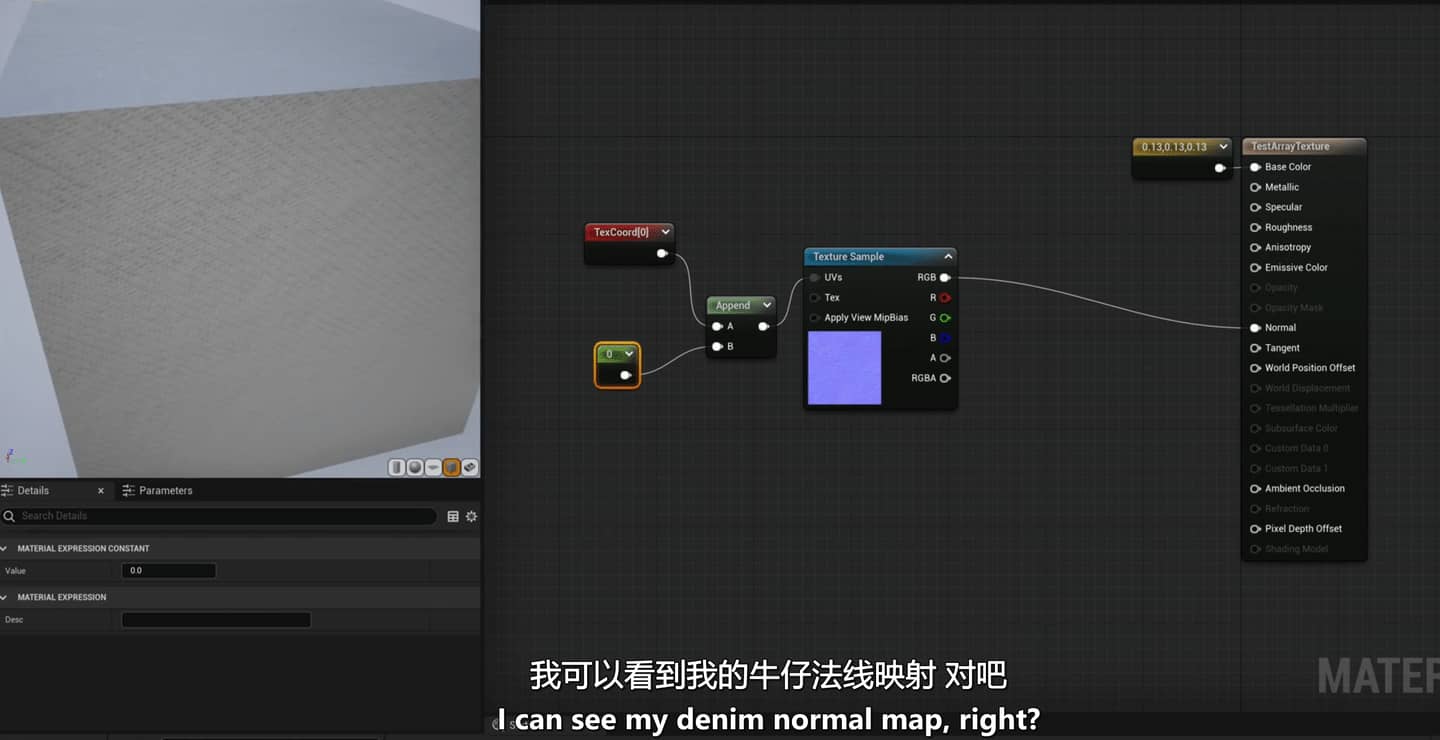 0.13,0.13,0.13
TestArrayTexture
Base Color
Metallic
Specular
Roughness
Anisotropy
Emissive Color
Opacity
Opacity Mask
Normal
Tangent
World Position Offset
World Displacement
Tessellation Multiplier
Subsurface Color
Custom Data 0
Custom Data 1
Ambient Occlusion
Refraction
Pixel Depth Offset
Shading Model
TexCoord[0]
Append
A
B
0
Texture Sample
UVs
RGB
Tex
R
Apply View MipBias
G
B
A
RGBA
Z
Details
Parameters
Search Details
MATERIAL EXPRESSION CONSTANT
Value
0.0
MATERIAL EXPRESSION
Desc
我可以看到我的牛仔法线映射 对吧
I can see my denim normal map, right?